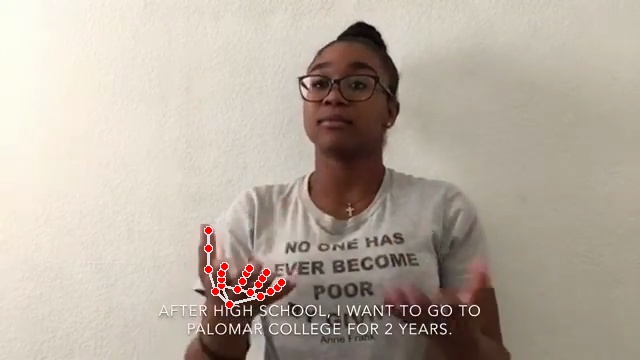 NO ONE HAS
EVER BECOME
POOR
Anne Frank
AFTER HIGH SCHOOL, I WANT TO GO TO
PALOMAR COLLEGE FOR 2 YEARS.